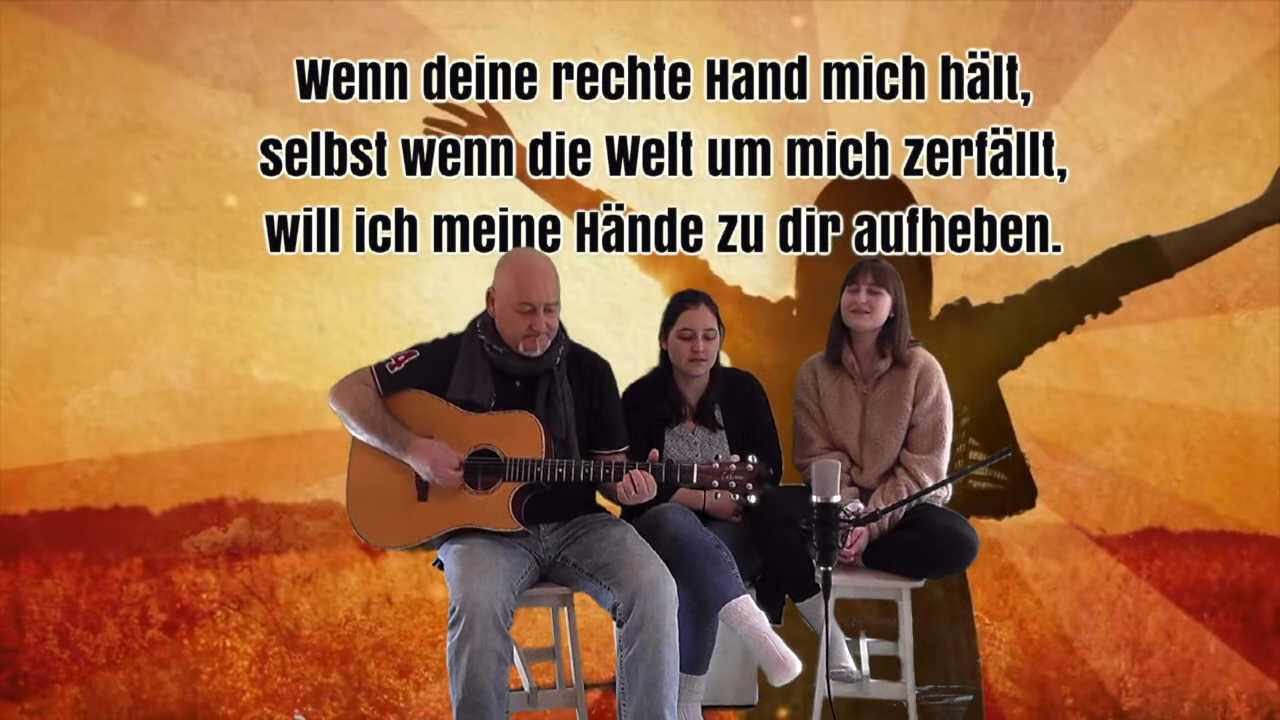 Wenn deine rechte Hand mich hält,
selbst wenn die Welt um mich zerfällt,
will ich meine Hände zu dir aufheben.